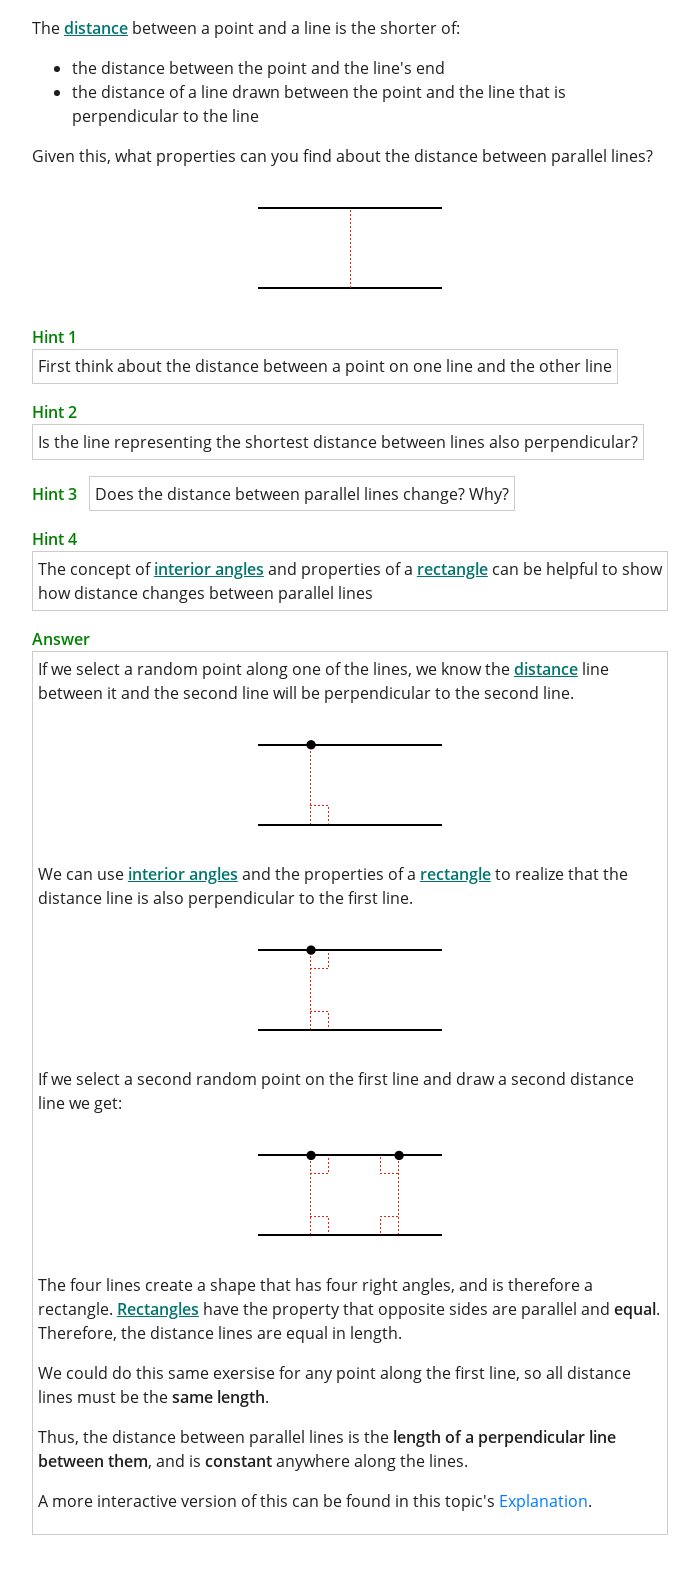 The distance between a point and a line is the shorter of:
the distance between the point and the line's end
the distance of a line drawn between the point and the line that is
perpendicular to the line
Given this, what properties can you find about the distance between parallel lines?
Hint 1
First think about the distance between a point on one line and the other line
Hint 2
Is the line representing the shortest distance between lines also perpendicular?
Hint 3 Does the distance between parallel lines change? Why?
Hint 4
The concept of interior angles and properties of a rectangle can be helpful to show
how distance changes between parallel lines
Answer
If we select a random point along one of the lines, we know the distance line
between it and the second line will be perpendicular to the second line.
We can use interior angles and the properties of a rectangle to realize that the
distance line is also perpendicular to the first line.
If we select a second random point on the first line and draw a second distance
line we get:
The four lines create a shape that has four right angles, and is therefore a
rectangle. Rectangles have the property that opposite sides are parallel and equal.
Therefore, the distance lines are equal in length.
We could do this same exersise for any point along the first line, so all distance
lines must be the same length.
Thus, the distance between parallel lines is the length of a perpendicular line
between them, and is constant anywhere along the lines.
A more interactive version of this can be found in this topic's Explanation.